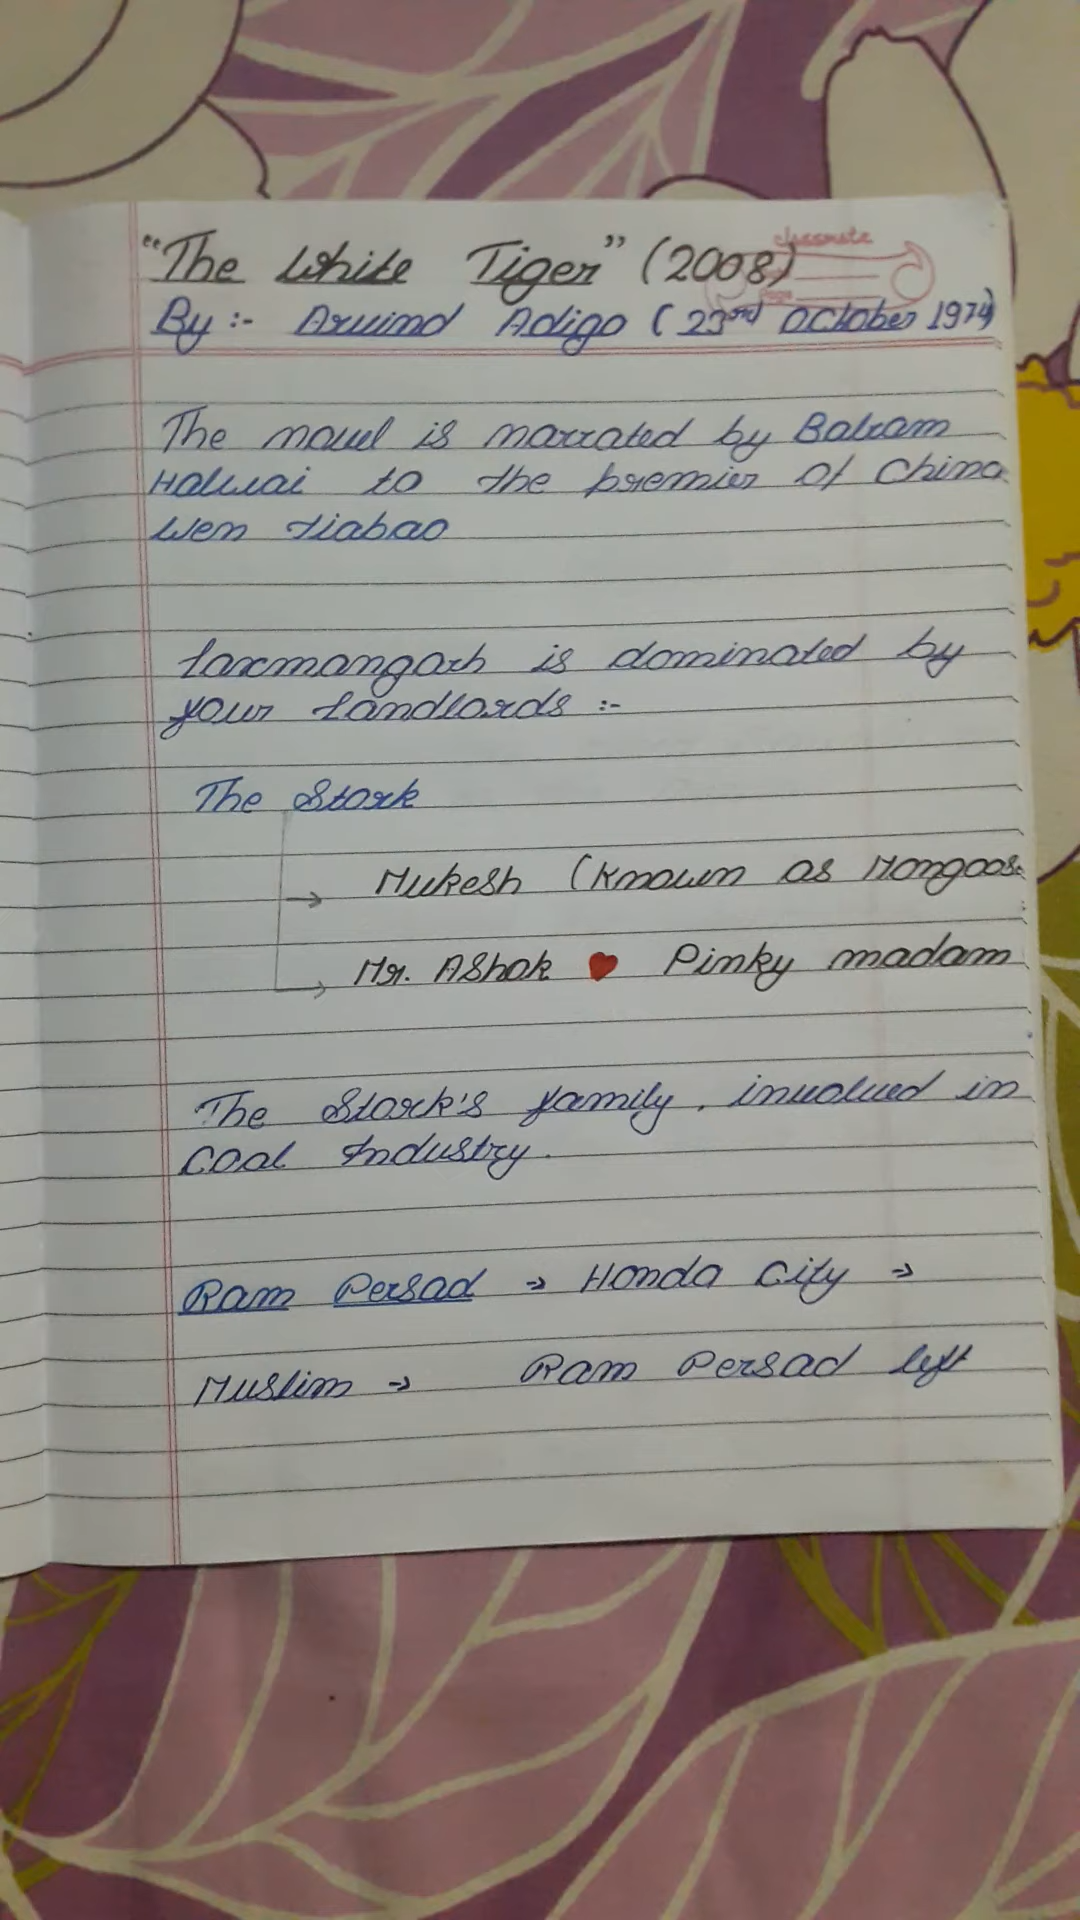 "The White Tiger" (2008)
classmate
By :- Arvind Adiga (23rd October 1974)
The novel is narrated by Balram
Halwai to the premier of China
Wen Jiabao
Laxmangarh is dominated by
four Landlords :-
The Stork
→ Mukesh (known as Mongoose
→ Mr. Ashok ♥ Pinky madam
The Stork's family, involved in
Coal Industry.
Ram Persad → Honda City →
Muslim → Ram Persad left